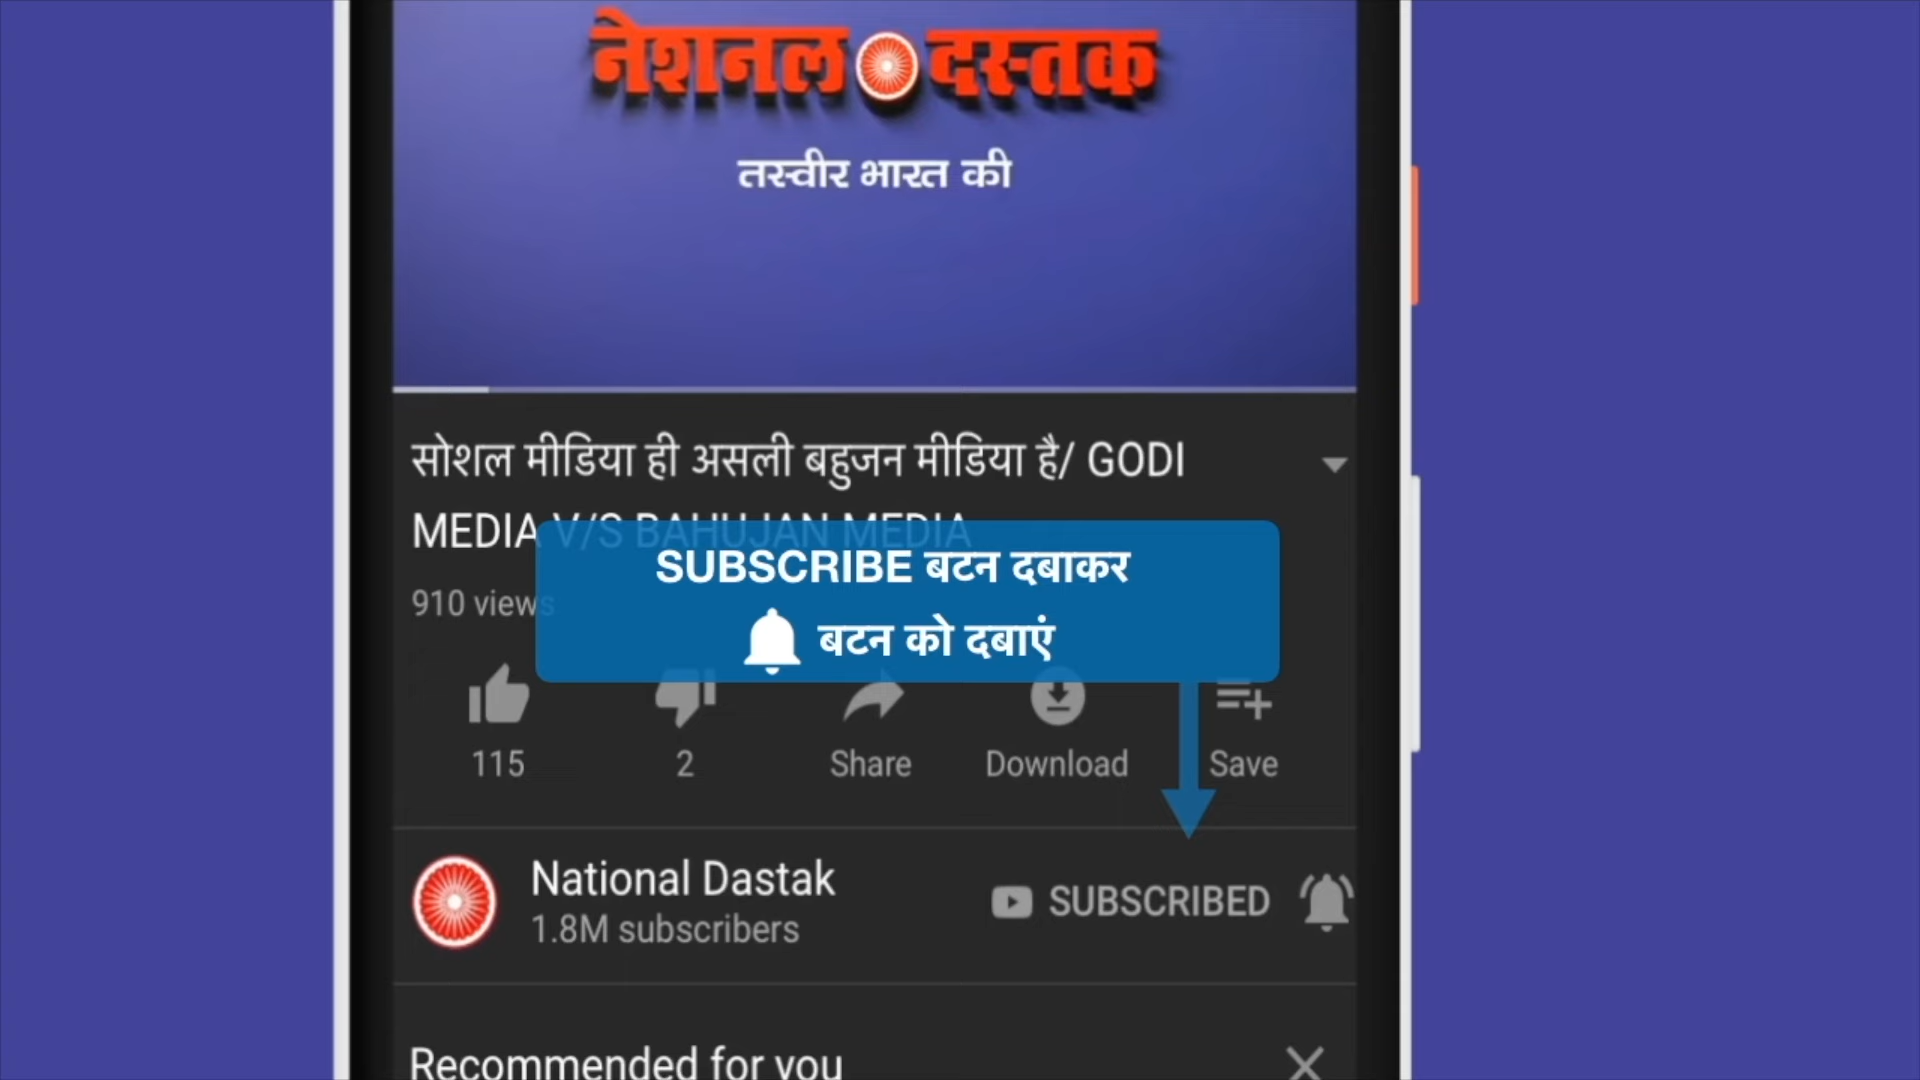 नेशनल दस्तक
तस्वीर भारत की
सोशल मीडिया ही असली बहुजन मीडिया है/ GODI
MEDIA V/S BAHUJAN MEDIA
SUBSCRIBE बटन दबाकर
बटन को दबाएं
910 views
115
2
Share
Download
Save
National Dastak
1.8M subscribers
SUBSCRIBED
Recommended for you